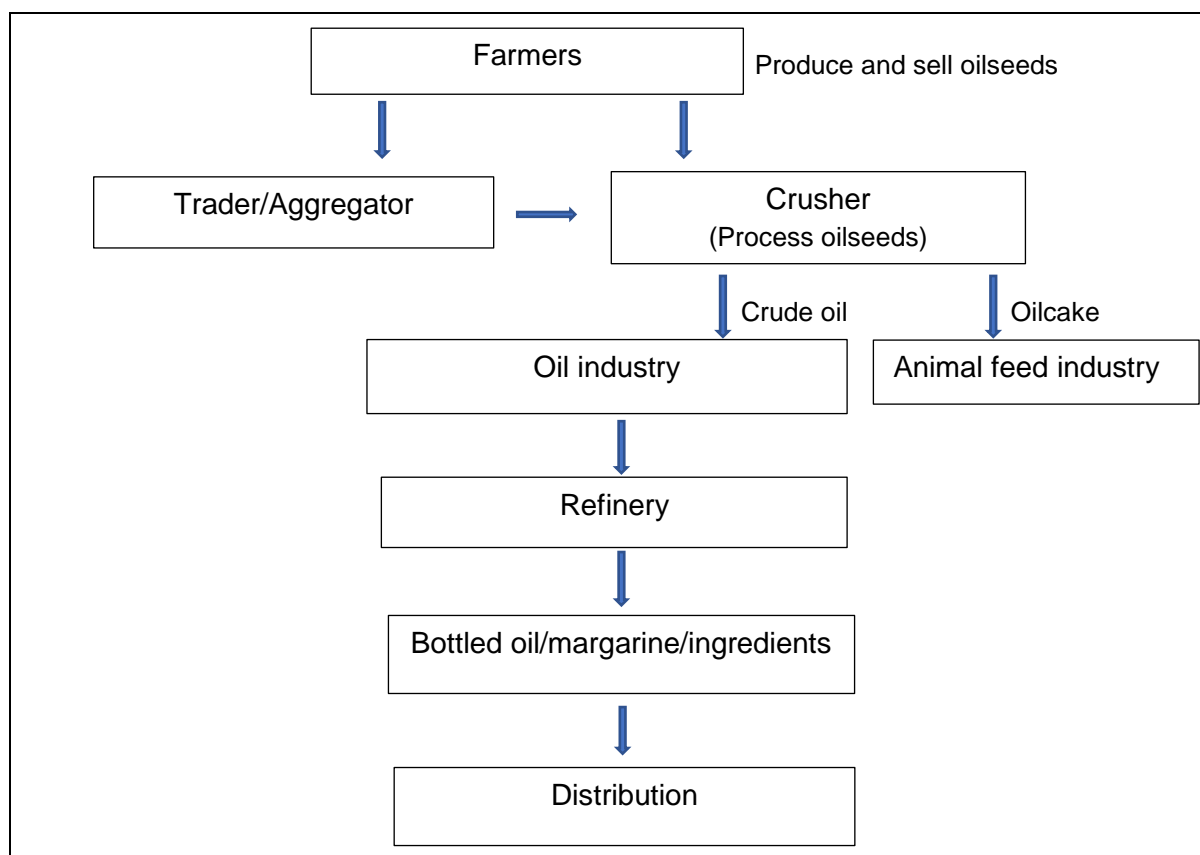 Farmers
Produce and sell oilseeds
Trader/Aggregator
Crusher
(Process oilseeds)
Crude oil
Oilcake
Oil industry
Animal feed industry
Refinery
Bottled oil/margarine/ingredients
Distribution